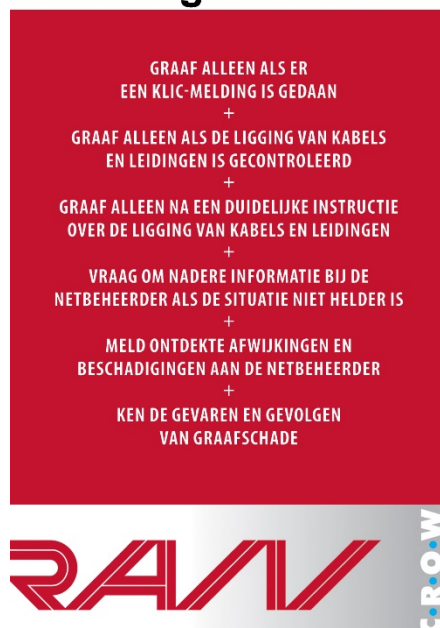 GRAAF ALLEEN ALS ER
EEN KLIC-MELDING IS GEDAAN
+
GRAAF ALLEEN ALS DE LIGGING VAN KABELS
EN LEIDINGEN IS GECONTROLEERD
+
GRAAF ALLEEN NA EEN DUIDELIJKE INSTRUCTIE
OVER DE LIGGING VAN KABELS EN LEIDINGEN
+
VRAAG OM NADERE INFORMATIE BIJ DE
NETBEHEERDER ALS DE SITUATIE NIET HELDER IS
+
MELD ONTDEKTE AFWIJKINGEN EN
BESCHADIGINGEN AAN DE NETBEHEERDER
+
KEN DE GEVAREN EN GEVOLGEN
VAN GRAAFSCHADE
RAW
C·R·O·W